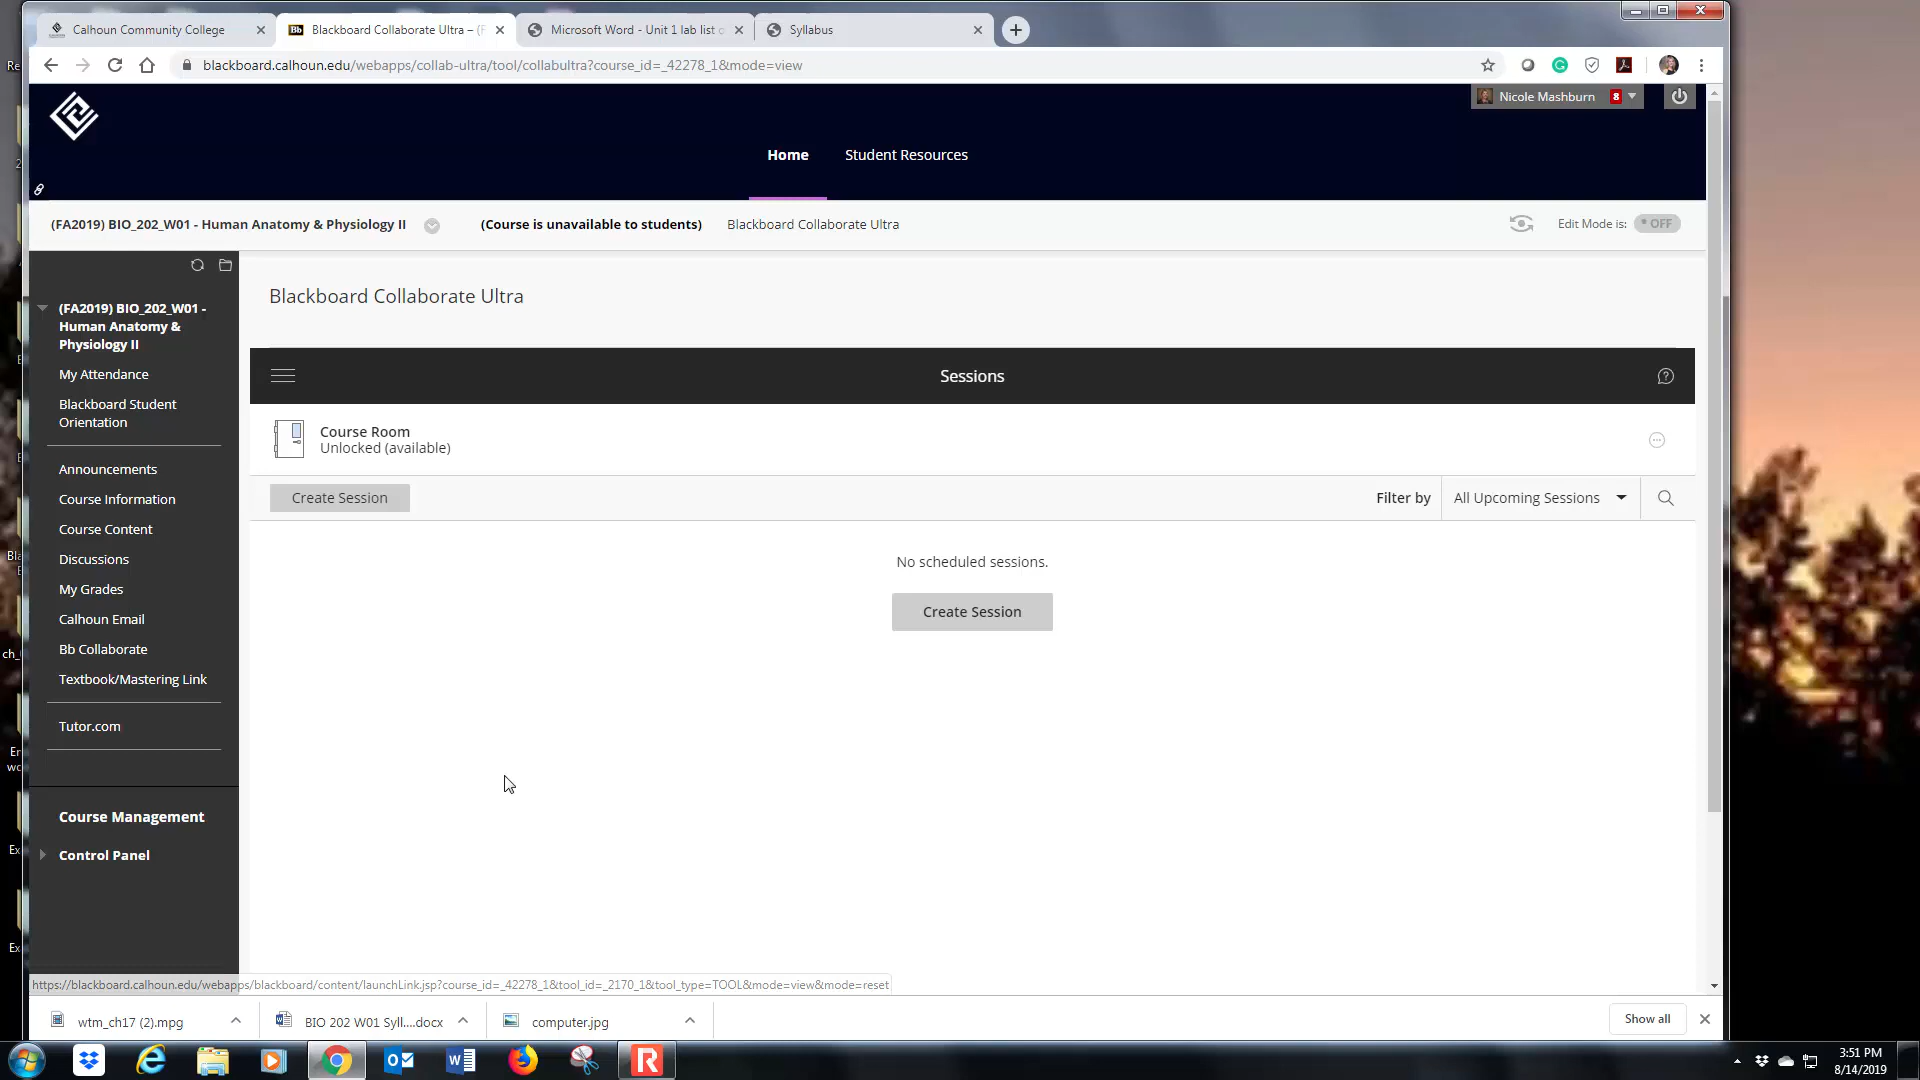 Calhoun Community College
Blackboard Collaborate Ultra – (F
Microsoft Word - Unit 1 lab list o
Syllabus
blackboard.calhoun.edu/webapps/collab-ultra/tool/collabultra?course_id=_42278_1&mode=view
Nicole Mashburn 8
Home
Student Resources
(FA2019) BIO_202_W01 - Human Anatomy & Physiology II
(Course is unavailable to students)
Blackboard Collaborate Ultra
Edit Mode is: OFF
(FA2019) BIO_202_W01 -
Human Anatomy &
Physiology II
My Attendance
Blackboard Student
Orientation
Announcements
Course Information
Course Content
Discussions
My Grades
Calhoun Email
Bb Collaborate
Textbook/Mastering Link
Tutor.com
Course Management
Control Panel
Blackboard Collaborate Ultra
Sessions
Course Room
Unlocked (available)
Create Session
Filter by
All Upcoming Sessions
No scheduled sessions.
Create Session
https://blackboard.calhoun.edu/webapps/blackboard/content/launchLink.jsp?course_id=_42278_1&tool_id=_2170_1&tool_type=TOOL&mode=view&mode=reset
wtm_ch17 (2).mpg
BIO 202 W01 Syll....docx
computer.jpg
Show all
3:51 PM
8/14/2019